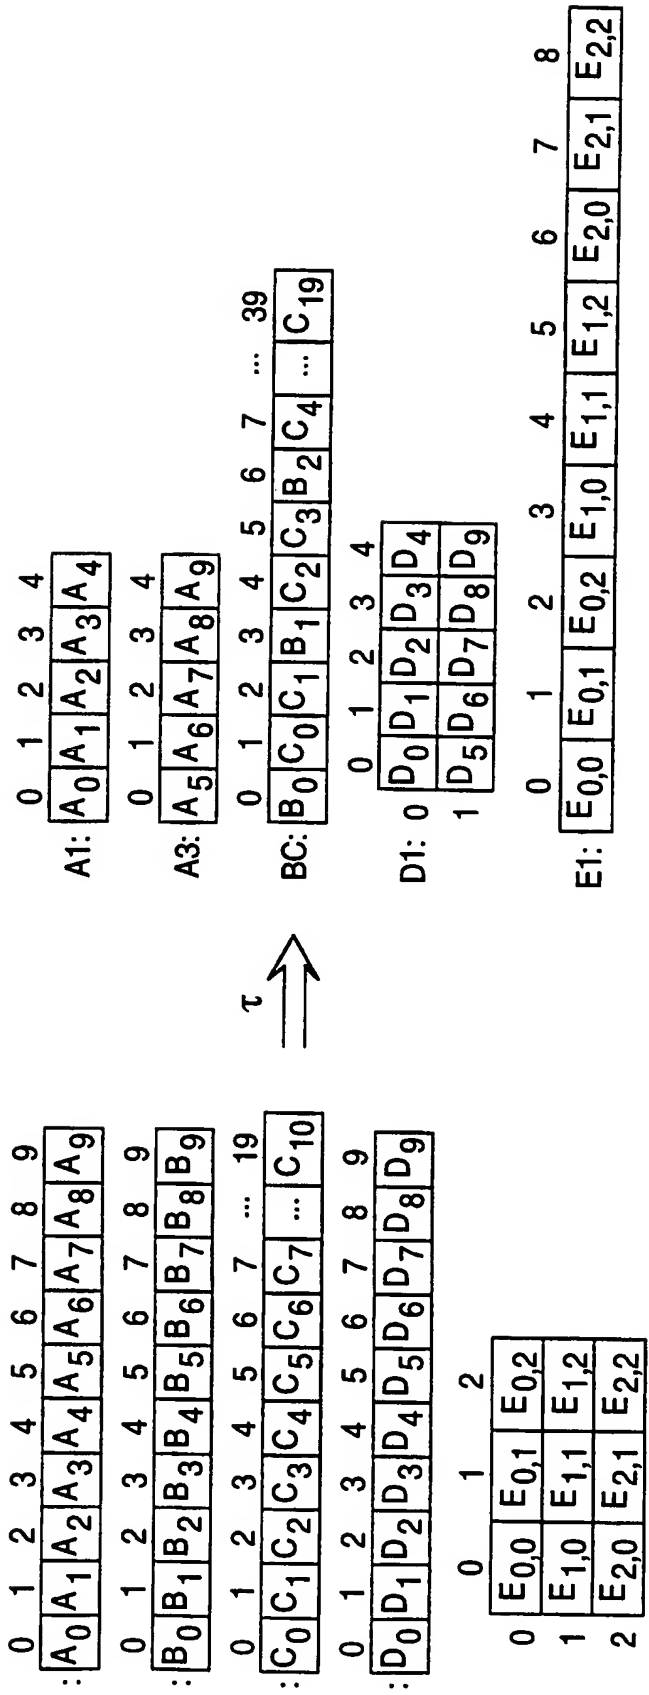 0 1 2 3 4 5 6 7 8 9
: A0 A1 A2 A3 A4 A5 A6 A7 A8 A9
0 1 2 3 4 5 6 7 8 9
: B0 B1 B2 B3 B4 B5 B6 B7 B8 B9
0 1 2 3 4 5 6 7 ... 19
: C0 C1 C2 C3 C4 C5 C6 C7 ... C10
0 1 2 3 4 5 6 7 8 9
: D0 D1 D2 D3 D4 D5 D6 D7 D8 D9
0 1 2
0 E0,0 E0,1 E0,2
1 E1,0 E1,1 E1,2
2 E2,0 E2,1 E2,2
τ
0 1 2 3 4
A1: A0 A1 A2 A3 A4
0 1 2 3 4
A3: A5 A6 A7 A8 A9
0 1 2 3 4 5 6 7 ... 39
BC: B0 C0 C1 B1 C2 C3 B2 C4 ... C19
0 1 2 3 4
D1: 0 D0 D1 D2 D3 D4
1 D5 D6 D7 D8 D9
0 1 2 3 4 5 6 7 8
E1: E0,0 E0,1 E0,2 E1,0 E1,1 E1,2 E2,0 E2,1 E2,2